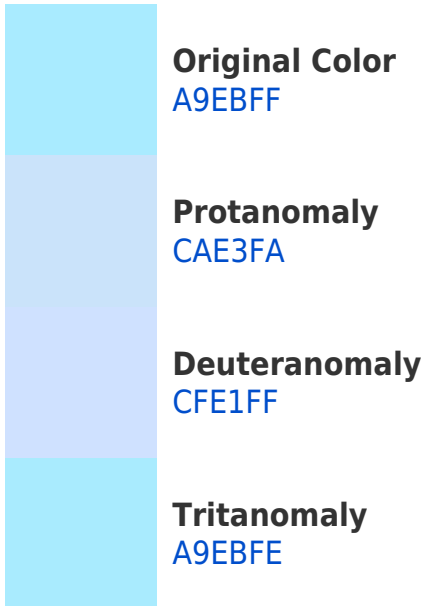 Original Color
A9EBFF
Protanomaly
CAE3FA
Deuteranomaly
CFE1FF
Tritanomaly
A9EBFE